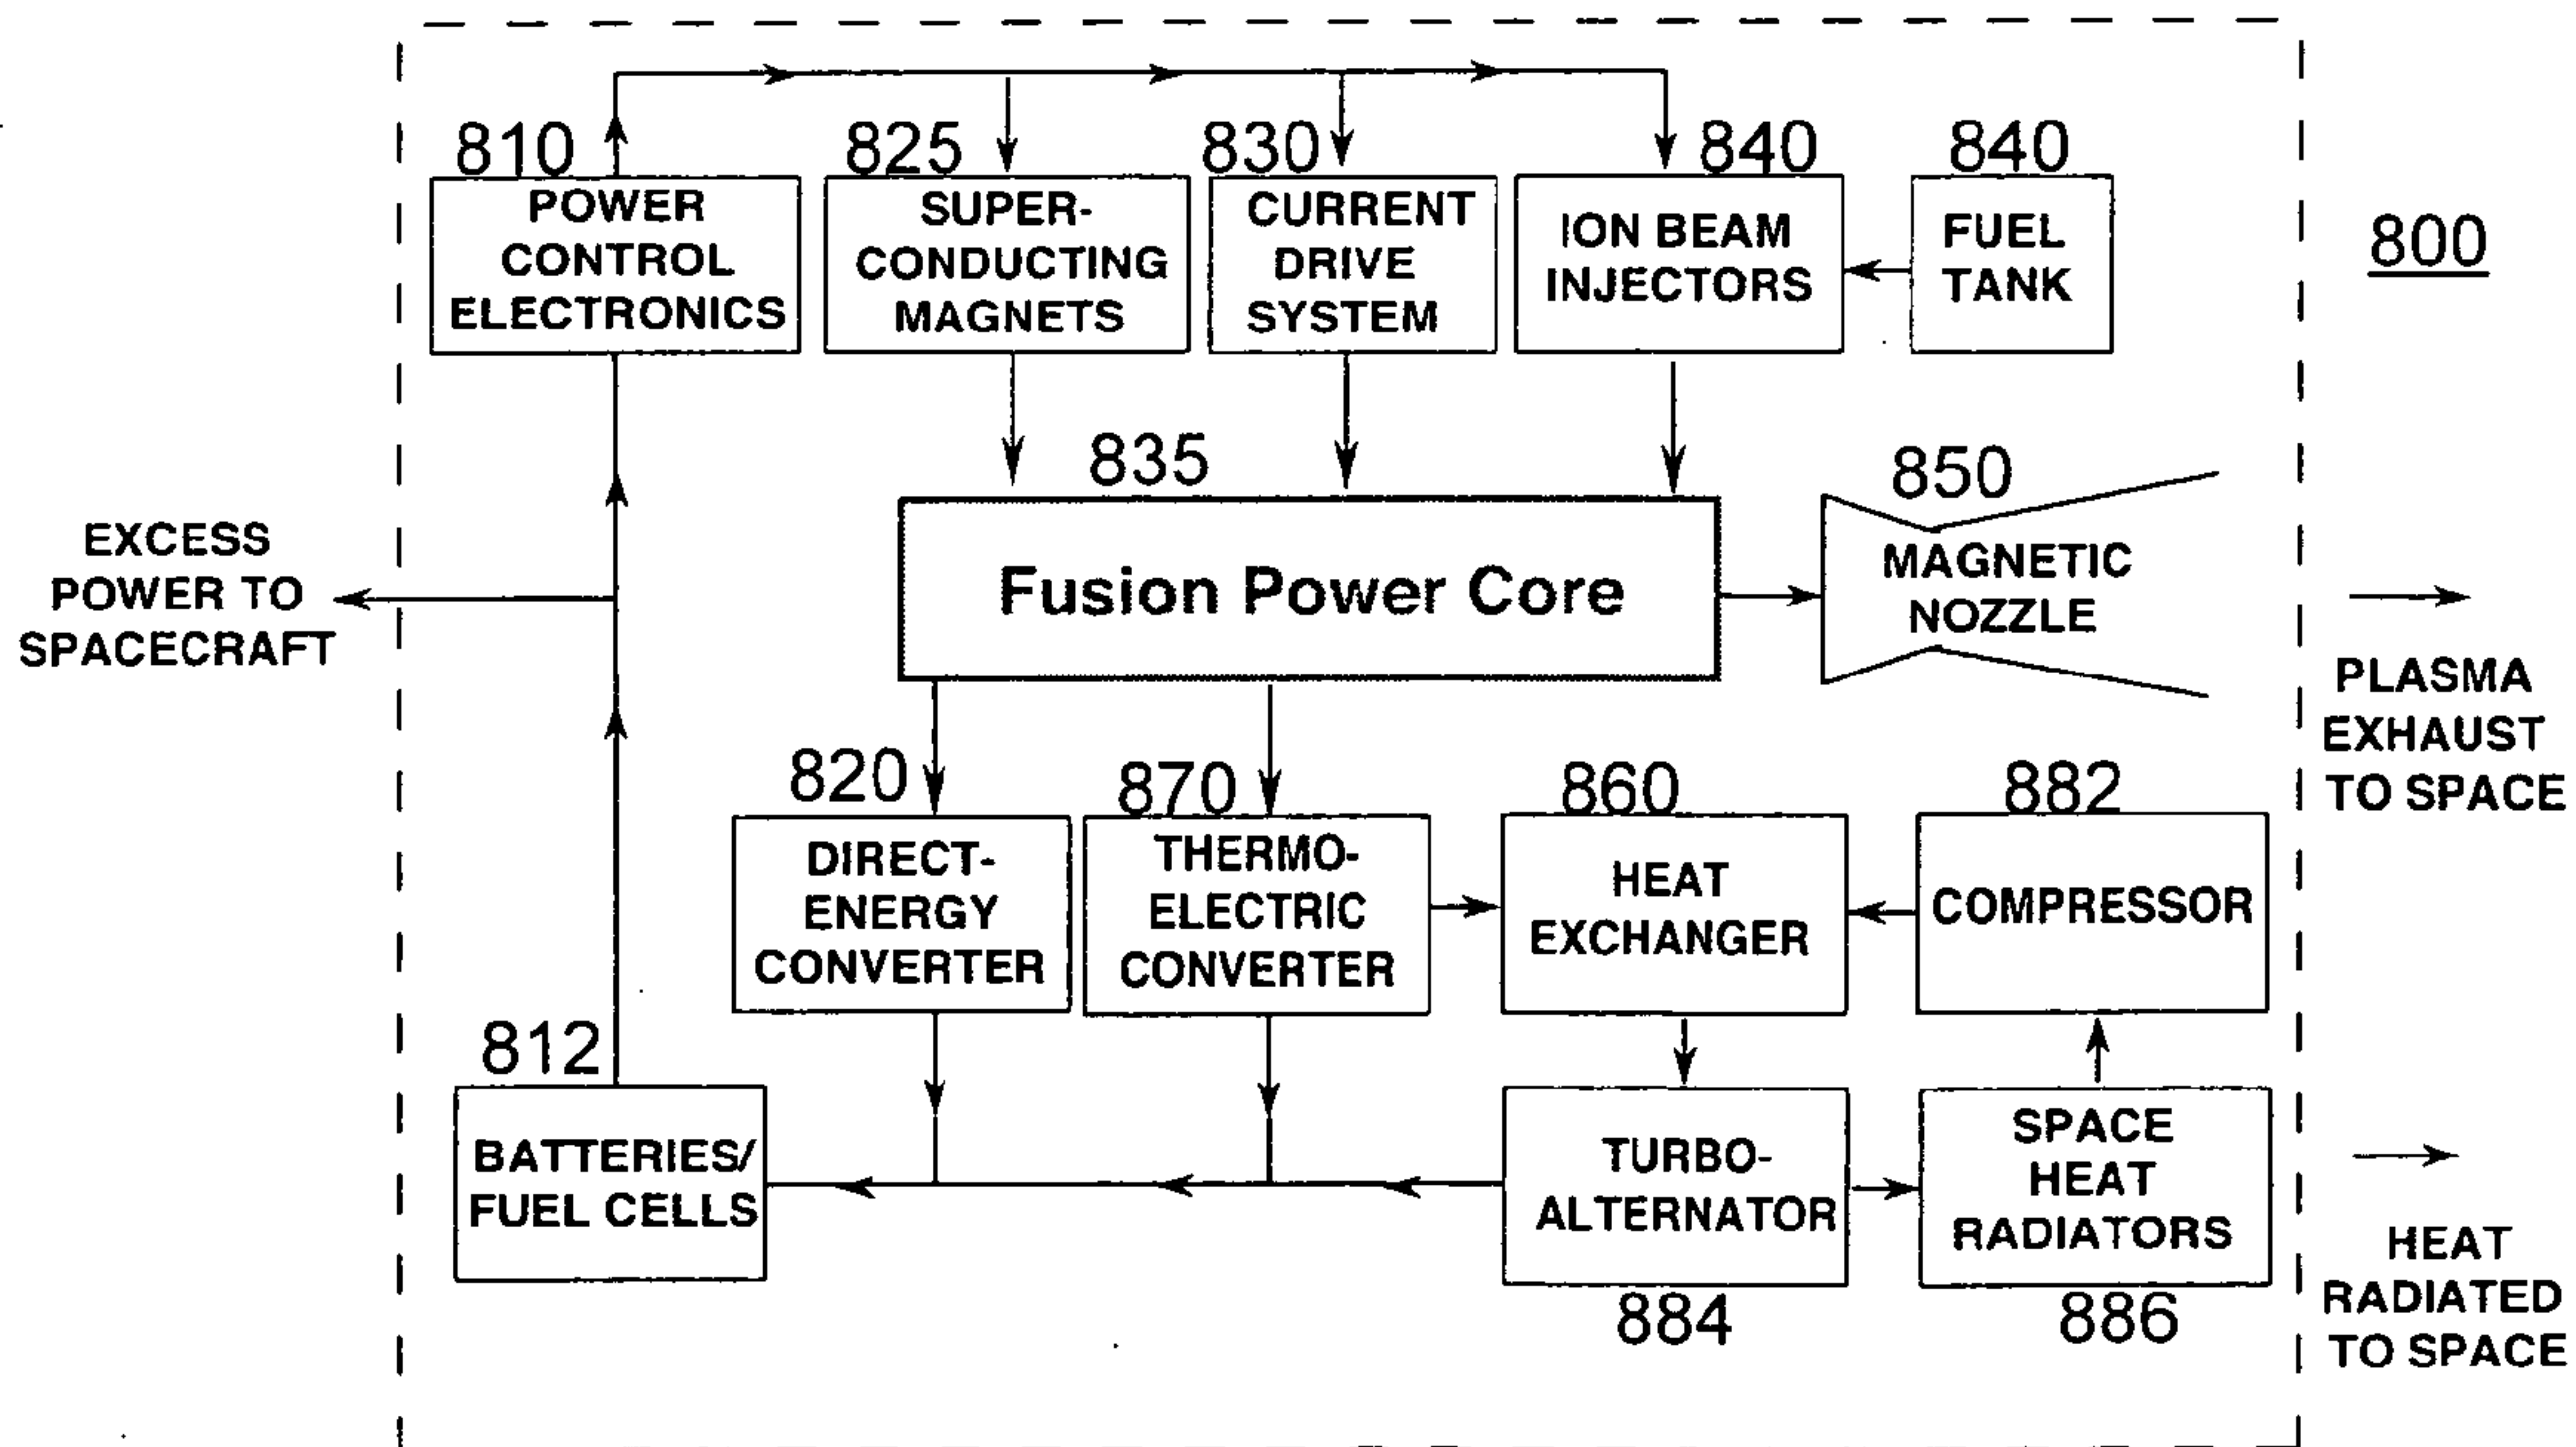 810
POWER
CONTROL
ELECTRONICS
825
SUPER-
CONDUCTING
MAGNETS
830
CURRENT
DRIVE
SYSTEM
840
ION BEAM
INJECTORS
840
FUEL
TANK
800
EXCESS
POWER TO
SPACECRAFT
835
Fusion Power Core
850
MAGNETIC
NOZZLE
PLASMA
EXHAUST
TO SPACE
820
DIRECT-
ENERGY
CONVERTER
870
THERMO-
ELECTRIC
CONVERTER
860
HEAT
EXCHANGER
882
COMPRESSOR
812
BATTERIES/
FUEL CELLS
TURBO-
ALTERNATOR
884
SPACE
HEAT
RADIATORS
886
HEAT
RADIATED
TO SPACE